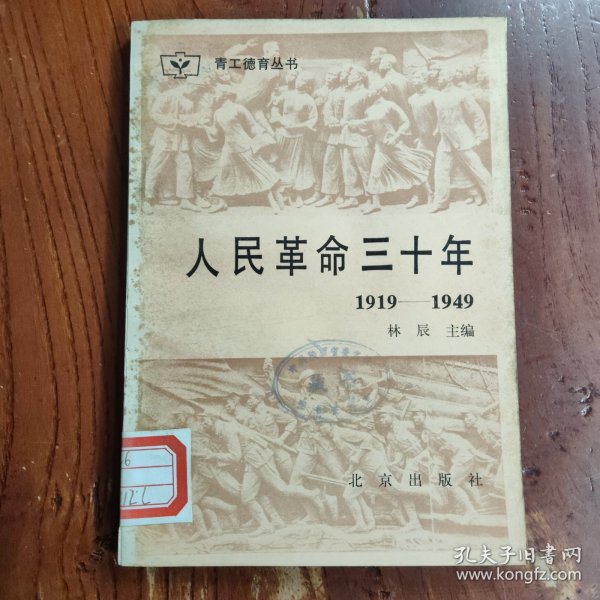 青工德育丛书
人民革命三十年
1919——1949
林辰 主编
北京出版社
孔夫子旧书网
www.kongfz.com